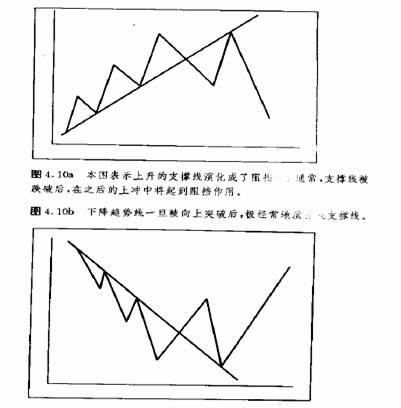 图 4.10a 本图表示上升的支撑线演化成了阻 通常,支撑线被
跌破后,在之后的上冲中将起到阻挡作用。
图 4.10b 下降趋势线一旦被向上突破后,极经常地演 支撑线。